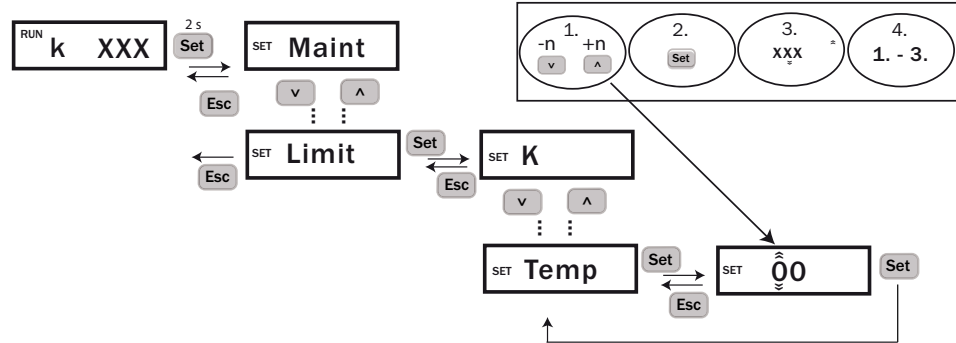 RUN k XXX
2 s
Set
Esc
SET Maint
v ^
SET Limit
Esc
Set
Esc
SET K
v ^
SET Temp
Set
Esc
SET 00
Set
1.
-n +n
v ^
2.
Set
3.
xxx
4.
1. - 3.